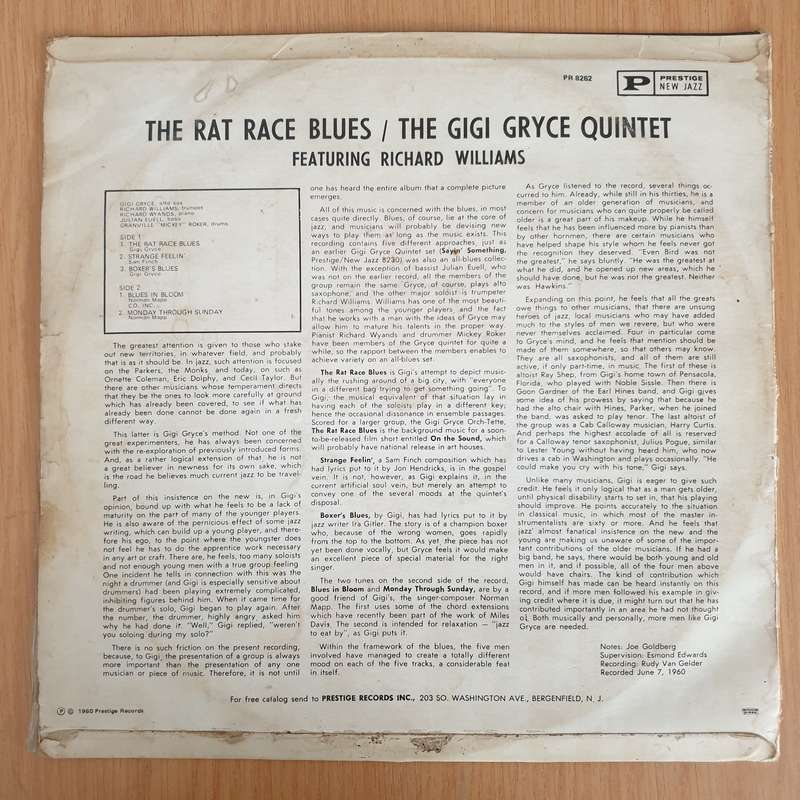 PR 8262
P PRESTIGE
NEW JAZZ
THE RAT RACE BLUES / THE GIGI GRYCE QUINTET
FEATURING RICHARD WILLIAMS
GIGI GRYCE, alto sax
RICHARD WILLIAMS, trumpet
RICHARD WYANDS, piano
JULIAN EUELL, bass
GRANVILLE "MICKEY" ROKER, drums
SIDE 1
1. THE RAT RACE BLUES
Gigi Gryce
2. STRANGE FEELIN'
Sam Finch
3. BOXER'S BLUES
Gigi Gryce
SIDE 2
1. BLUES IN BLOOM
Norman Mapp
C.D. INC.
2. MONDAY THROUGH SUNDAY
Norman Mapp
The greatest attention is given to those who stake
out new territories, in whatever field, and probably
that is as it should be. In jazz, such attention is focused
on the Parkers, the Monks, and today, on such as
Ornette Coleman, Eric Dolphy, and Cecil Taylor. But
there are other musicians whose temperament directs
that they be the ones to look more carefully at ground
which has already been covered, to see if what has
already been done cannot be done again in a fresh
different way.
This latter is Gigi Gryce's method. Not one of the
great experimenters, he has always been concerned
with the re-exploration of previously introduced forms.
And, as a rather logical extension of that, he is not
a great believer in newness for its own sake, which
is the road he believes much current jazz to be travel-
ling.
Part of this insistence on the new is, in Gigi's
opinion, bound up with what he feels to be a lack of
maturity on the part of many of the younger players.
He is also aware of the pernicious effect of some jazz
writing, which can build up a young player, and there-
fore his ego, to the point where the youngster does
not feel he has to do the apprentice work necessary
in any art or craft. There are, he feels, too many soloists
and not enough young men with a true group feeling.
One incident he tells in connection with this was the
night a drummer (and Gigi is especially sensitive about
drummers) had been playing extremely complicated,
inhibiting figures behind him. When it came time for
the drummer's solo, Gigi began to play again. After
the number, the drummer, highly angry, asked him
why he had done it. "Well," Gigi replied, "weren't
you soloing during my solo?"
There is no such friction on the present recording,
because, to Gigi, the presentation of a group is always
more important than the presentation of any one
musician or piece of music. Therefore, it is not until
one has heard the entire album that a complete picture
emerges.
All of this music is concerned with the blues, in most
cases quite directly. Blues, of course, lie at the core of
jazz, and musicians will probably be devising new
ways to play them as long as the music exists. This
recording contains five different approaches, just as
an earlier Gigi Gryce Quintet set (Sayin' Something,
Prestige/New Jazz 8230) was also an all-blues collec-
tion. With the exception of bassist Julian Euell, who
was not on the earlier record, all the members of the
group remain the same. Gryce, of course, plays alto
saxophone, and the other major soloist is trumpeter
Richard Williams. Williams has one of the most beauti-
ful tones among the younger players, and the fact
that he works with a man with the ideas of Gryce may
allow him to mature his talents in the proper way.
Pianist Richard Wyands and drummer Mickey Roker
have been members of the Gryce quintet for quite a
while, so the rapport between the members enables to
achieve variety on an all-blues set.
The Rat Race Blues is Gigi's attempt to depict music-
ally the rushing around of a big city, with "everyone
in a different bag trying to get something going". To
Gigi, the musical equivalent of that situation lay in
having each of the soloists play in a different key;
hence the occasional dissonance in ensemble passages.
Scored for a larger group, the Gigi Gryce Orch-Tette,
The Rat Race Blues is the background music for a soon-
to-be-released film short entitled On the Sound, which
will probably have national release in art houses.
Strange Feelin', a Sam Finch composition which has
had lyrics put to it by Jon Hendricks, is in the gospel
vein. It is not, however, as Gigi explains it, in the
current artificial soul vein, but merely an attempt to
convey one of the several moods at the quintet's
disposal.
Boxer's Blues, by Gigi, has had lyrics put to it by
jazz writer Ira Gitler. The story is of a champion boxer
who, because of the wrong women, goes rapidly
from the top to the bottom. As yet, the piece has not
yet been done vocally, but Gryce feels it would make
an excellent piece of special material for the right
singer.
The two tunes on the second side of the record,
Blues in Bloom and Monday Through Sunday, are by a
good friend of Gigi's, the singer-composer Norman
Mapp. The first uses some of the chord extensions
which have recently been part of the work of Miles
Davis. The second is intended for relaxation — "jazz
to eat by", as Gigi puts it.
Within the framework of the blues, the five men
involved have managed to create a totally different
mood on each of the five tracks, a considerable feat
in itself.
As Gryce listened to the record, several things oc-
curred to him. Already, while still in his thirties, he is a
member of an older generation of musicians, and
concern for musicians who can quite properly be called
older is a great part of his makeup. While he himself
feels that he has been influenced more by pianists than
by other hornmen, there are certain musicians who
have helped shape his style whom he feels never got
the recognition they deserved. "Even Bird was not
the greatest," he says bluntly. "He was the greatest at
what he did, and he opened up new areas, which he
should have done, but he was not the greatest. Neither
was Hawkins."
Expanding on this point, he feels that all the greats
owe things to other musicians, that there are unsung
heroes of jazz, local musicians who may have added
much to the styles of men we revere, but who were
never themselves acclaimed. Four in particular come
to Gryce's mind, and he feels that mention should be
made of them somewhere, so that others may know.
They are all saxophonists, and all of them are still
active, if only part-time, in music. The first of these is
altoist Ray Shep, from Gigi's home town of Pensacola,
Florida, who played with Noble Sissle. Then there is
Goon Gardner of the Earl Hines band, and Gigi gives
some idea of his prowess by saying that because he
had the alto chair with Hines, Parker, when he joined
the band, was asked to play tenor. The last altoist of
the group was a Cab Calloway musician, Harry Curtis.
And perhaps the highest accolade of all is reserved
for a Calloway tenor saxophonist, Julius Pogue, similar
to Lester Young without having heard him, who now
drives a cab in Washington and plays occasionally. "He
could make you cry with his tone," Gigi says.
Unlike many musicians, Gigi is eager to give such
credit. He feels it only logical that as a man gets older,
until physical disability starts to set in, that his playing
should improve. He points accurately to the situation
in classical music, in which most of the master in-
strumentalists are sixty or more. And he feels that
jazz' almost fanatical insistence on the new and the
young are making us unaware of some of the impor-
tant contributions of the older musicians. If he had a
big band, he says, there would be both young and old
men in it, and if possible, all of the four men above
would have chairs. The kind of contribution which
Gigi himself has made can be heard instantly on this
record, and if more men followed his example in giv-
ing credit where it is due, it might turn out that he has
contributed importantly in an area he had not thought
of. Both musically and personally, more men like Gigi
Gryce are needed.
Notes: Joe Goldberg
Supervision: Esmond Edwards
Recording: Rudy Van Gelder
Recorded June 7, 1960
For free catalog send to PRESTIGE RECORDS INC., 203 SO. WASHINGTON AVE., BERGENFIELD, N. J.
Ⓟ © 1960 Prestige Records